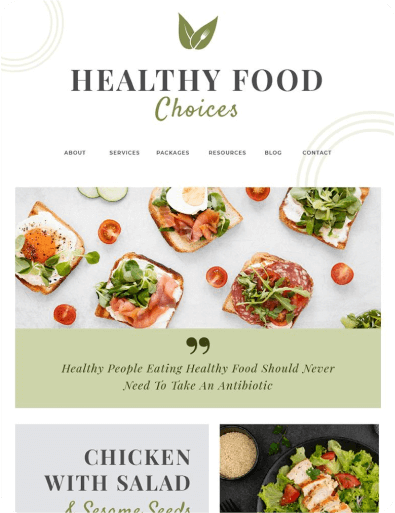 HEALTHY FOOD
Choices
ABOUT SERVICES PACKAGES RESOURCES BLOG CONTACT
❞
Healthy People Eating Healthy Food Should Never
Need To Take An Antibiotic
CHICKEN
WITH SALAD
& Sesame Seeds